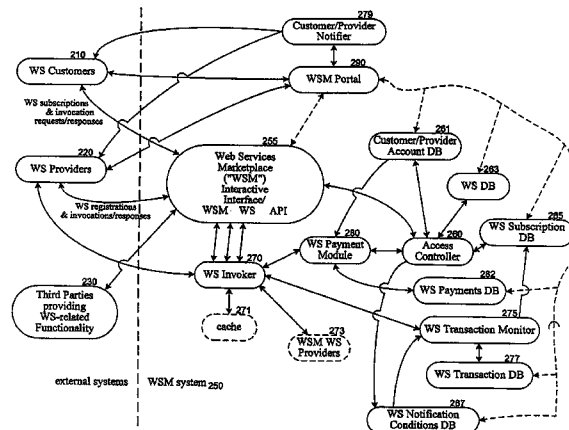 279
Customer/Provider
Notifier
210
WS Customers
290
WSM Portal
WS subscriptions
& invocation
requests/responses
255
Web Services
Marketplace
("WSM")
Interactive
Interface/
WSM WS API
261
Customer/Provider
Account DB
263
WS DB
220
WS Providers
WS registrations
& invocations/responses
265
WS Subscription
DB
280
WS Payment
Module
260
Access
Controller
270
WS Invoker
230
Third Parties
providing
WS-related
Functionality
282
WS Payments DB
271
cache
273
WSM WS
Providers
275
WS Transaction Monitor
277
WS Transaction DB
external systems
WSM system 250
287
WS Notification
Conditions DB